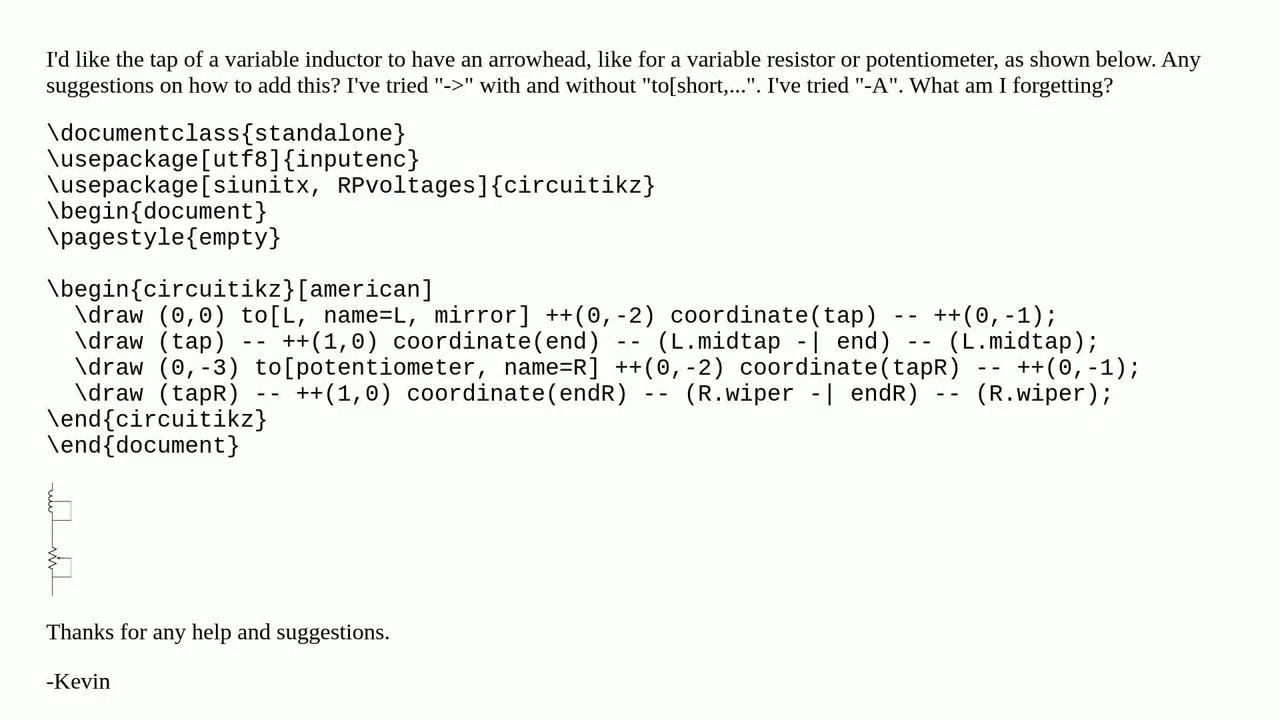 I'd like the tap of a variable inductor to have an arrowhead, like for a variable resistor or potentiometer, as shown below. Any
suggestions on how to add this? I've tried "->" with and without "to[short,...". I've tried "-A". What am I forgetting?
\documentclass{standalone}
\usepackage[utf8]{inputenc}
\usepackage[siunitx, RPvoltages]{circuitikz}
\begin{document}
\pagestyle{empty}
\begin{circuitikz}[american]
  \draw (0,0) to[L, name=L, mirror] ++(0,-2) coordinate(tap) -- ++(0,-1);
  \draw (tap) -- ++(1,0) coordinate(end) -- (L.midtap -| end) -- (L.midtap);
  \draw (0,-3) to[potentiometer, name=R] ++(0,-2) coordinate(tapR) -- ++(0,-1);
  \draw (tapR) -- ++(1,0) coordinate(endR) -- (R.wiper -| endR) -- (R.wiper);
\end{circuitikz}
\end{document}
Thanks for any help and suggestions.
-Kevin